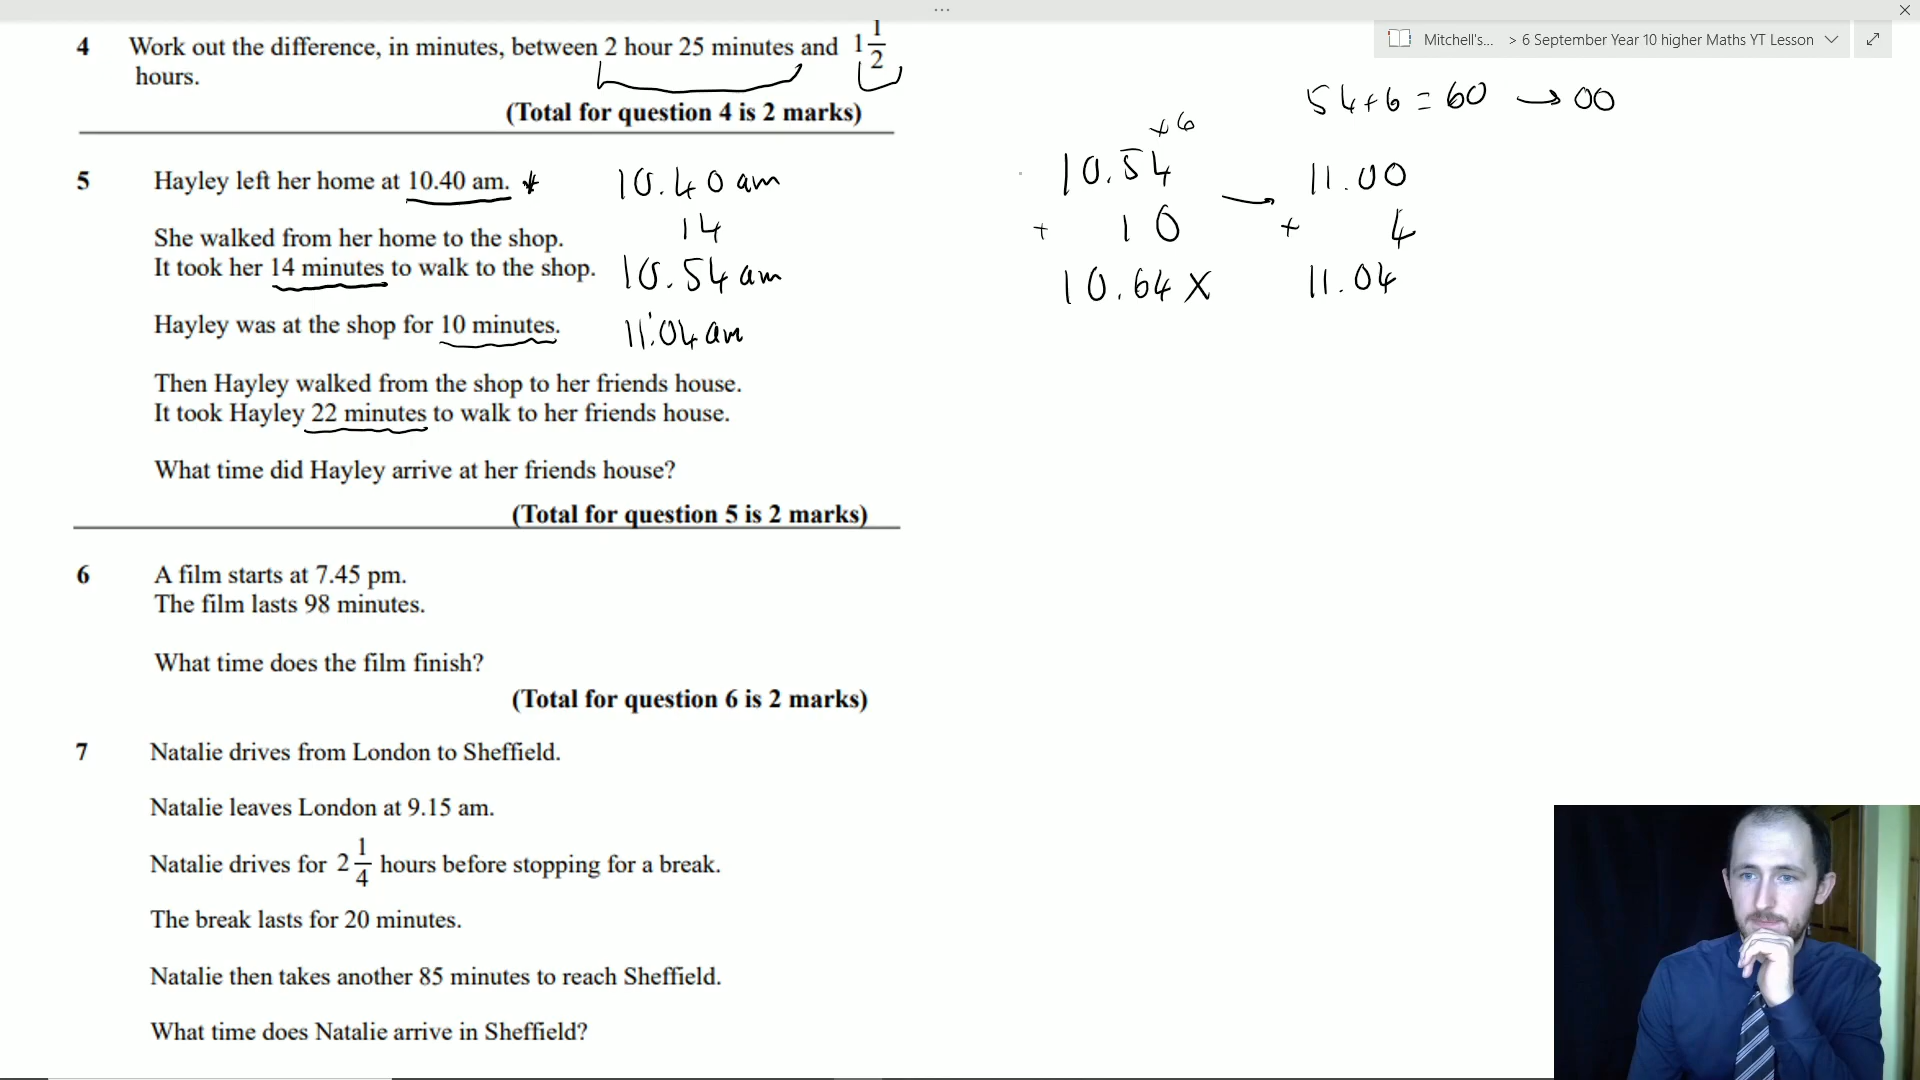 Mitchell's... > 6 September Year 10 higher Maths YT Lesson
4 Work out the difference, in minutes, between 2 hour 25 minutes and 1 1/2
hours.
(Total for question 4 is 2 marks)
5 Hayley left her home at 10.40 am. *
She walked from her home to the shop.
It took her 14 minutes to walk to the shop.
Hayley was at the shop for 10 minutes.
Then Hayley walked from the shop to her friends house.
It took Hayley 22 minutes to walk to her friends house.
What time did Hayley arrive at her friends house?
(Total for question 5 is 2 marks)
10.40 am
14
10.54 am
11:04 am
+6
10.54
+ 10
10.64 X
54+6 = 60 → 00
→ 11.00
+ 4
11.04
6 A film starts at 7.45 pm.
The film lasts 98 minutes.
What time does the film finish?
(Total for question 6 is 2 marks)
7 Natalie drives from London to Sheffield.
Natalie leaves London at 9.15 am.
Natalie drives for 2 1/4 hours before stopping for a break.
The break lasts for 20 minutes.
Natalie then takes another 85 minutes to reach Sheffield.
What time does Natalie arrive in Sheffield?